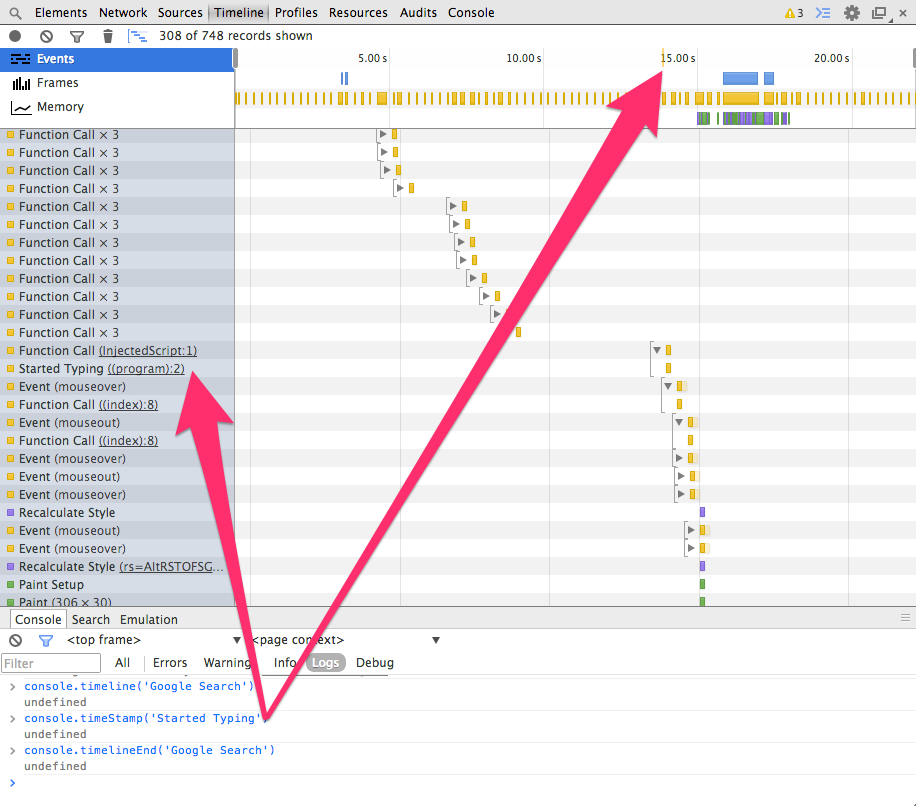 Elements Network Sources Timeline Profiles Resources Audits Console 3
308 of 748 records shown
Events 5.00 s 10.00 s 15.00 s 20.00 s
Frames
Memory
Function Call × 3
Function Call × 3
Function Call × 3
Function Call × 3
Function Call × 3
Function Call × 3
Function Call × 3
Function Call × 3
Function Call × 3
Function Call × 3
Function Call × 3
Function Call × 3
Function Call (InjectedScript:1)
Started Typing ((program):2)
Event (mouseover)
Function Call ((index):8)
Event (mouseout)
Function Call ((index):8)
Event (mouseover)
Event (mouseout)
Event (mouseover)
Recalculate Style
Event (mouseout)
Event (mouseover)
Recalculate Style (rs=AItRSTOFSG...
Paint Setup
Paint (306 × 30)
Console Search Emulation
<top frame> <page context>
Filter All Errors Warning Info Logs Debug
console.timeline('Google Search')
undefined
console.timeStamp('Started Typing'
undefined
console.timelineEnd('Google Search')
undefined